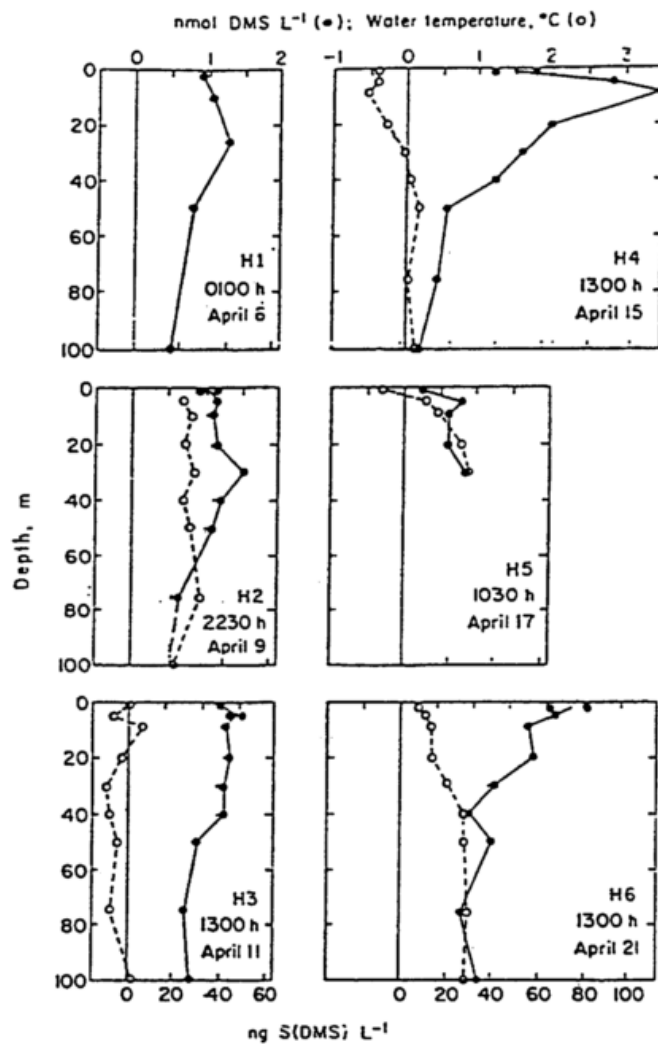 nmol DMS L⁻¹ (●); Water temperature, °C (o)
0 1 2 0 1 2 3
0
20
40
60
80
100
H1
0100 h
April 6
H4
1300 h
April 15
Depth, m
0
20
40
60
80
100
H2
2230 h
April 9
H5
1030 h
April 17
0
20
40
60
80
100
H3
1300 h
April 11
H6
1300 h
April 21
0 20 40 60 0 20 40 60 80 100
ng S(DMS) L⁻¹